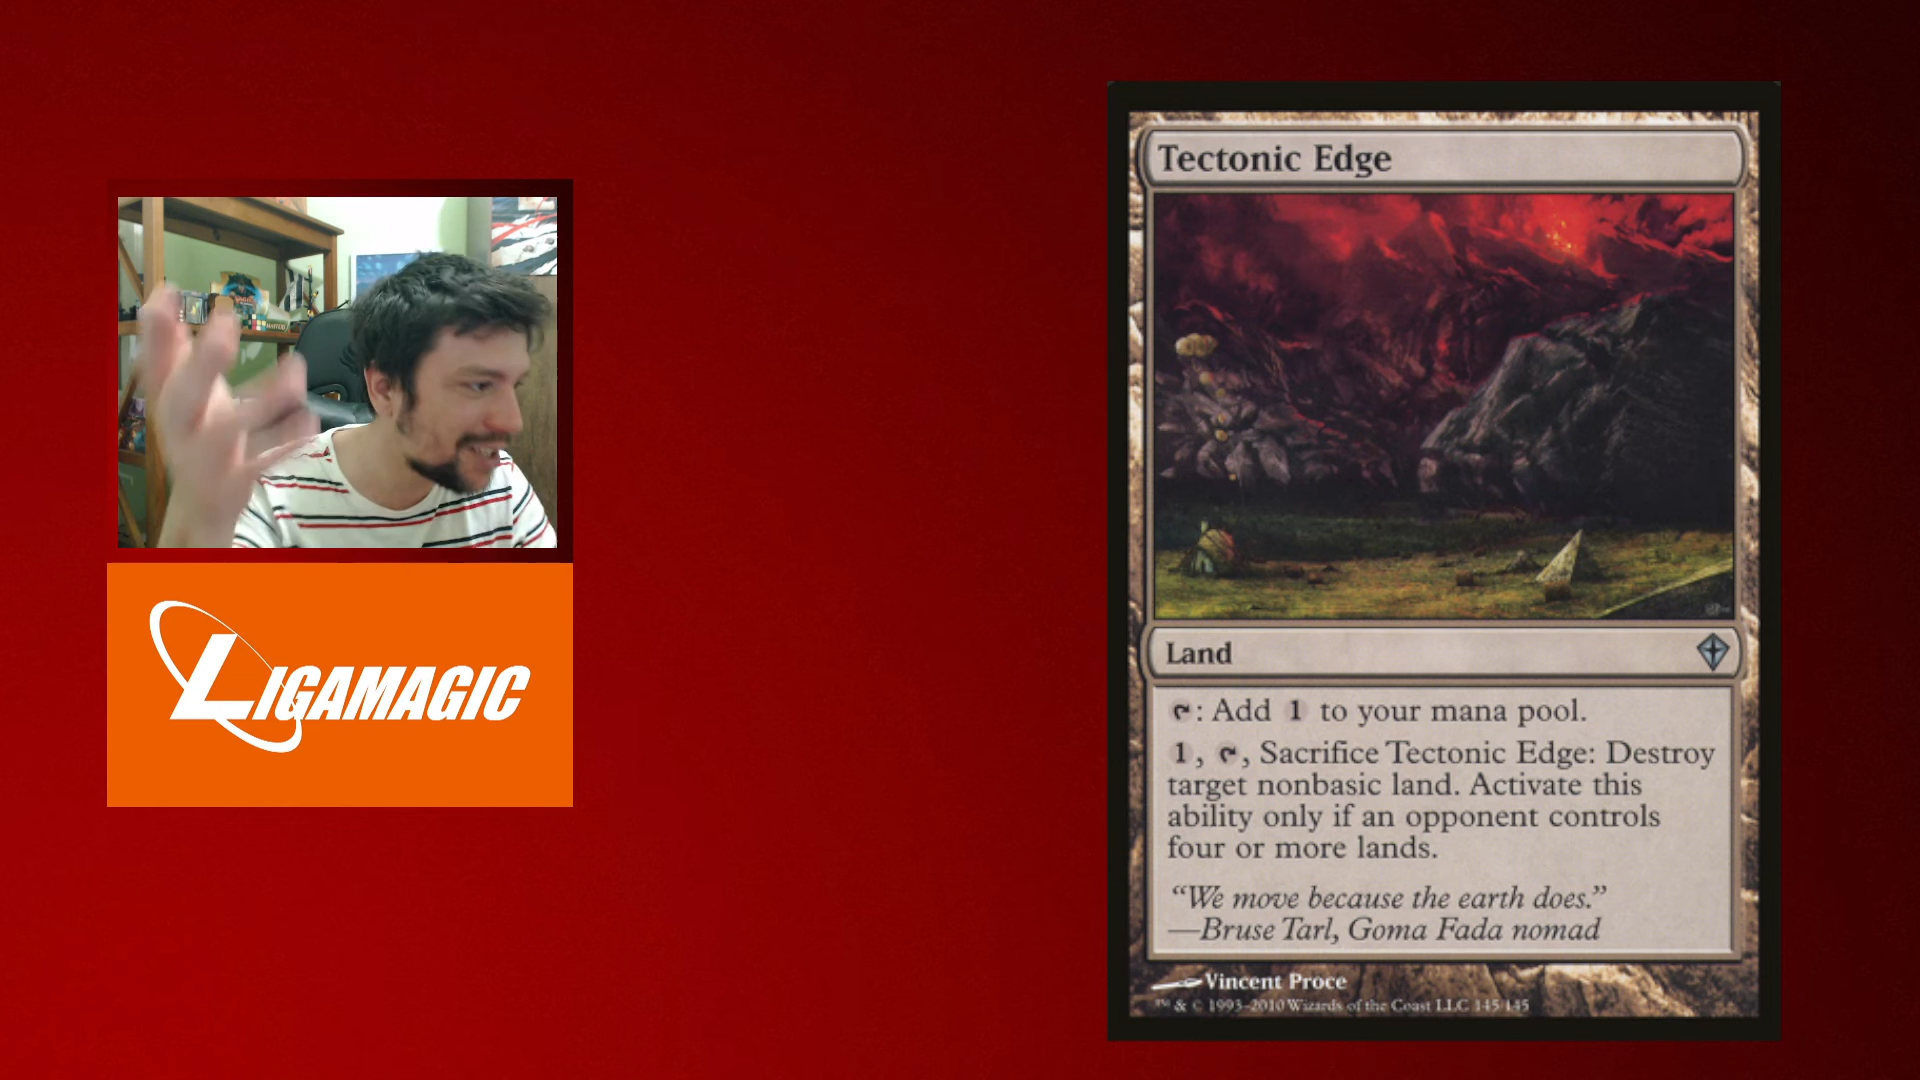 LIGAMAGIC
Tectonic Edge
Land
: Add 1 to your mana pool.
1, , Sacrifice Tectonic Edge: Destroy
target nonbasic land. Activate this
ability only if an opponent controls
four or more lands.
“We move because the earth does.”
—Bruse Tarl, Goma Fada nomad
Vincent Proce
™ & © 1993–2010 Wizards of the Coast LLC 145/145